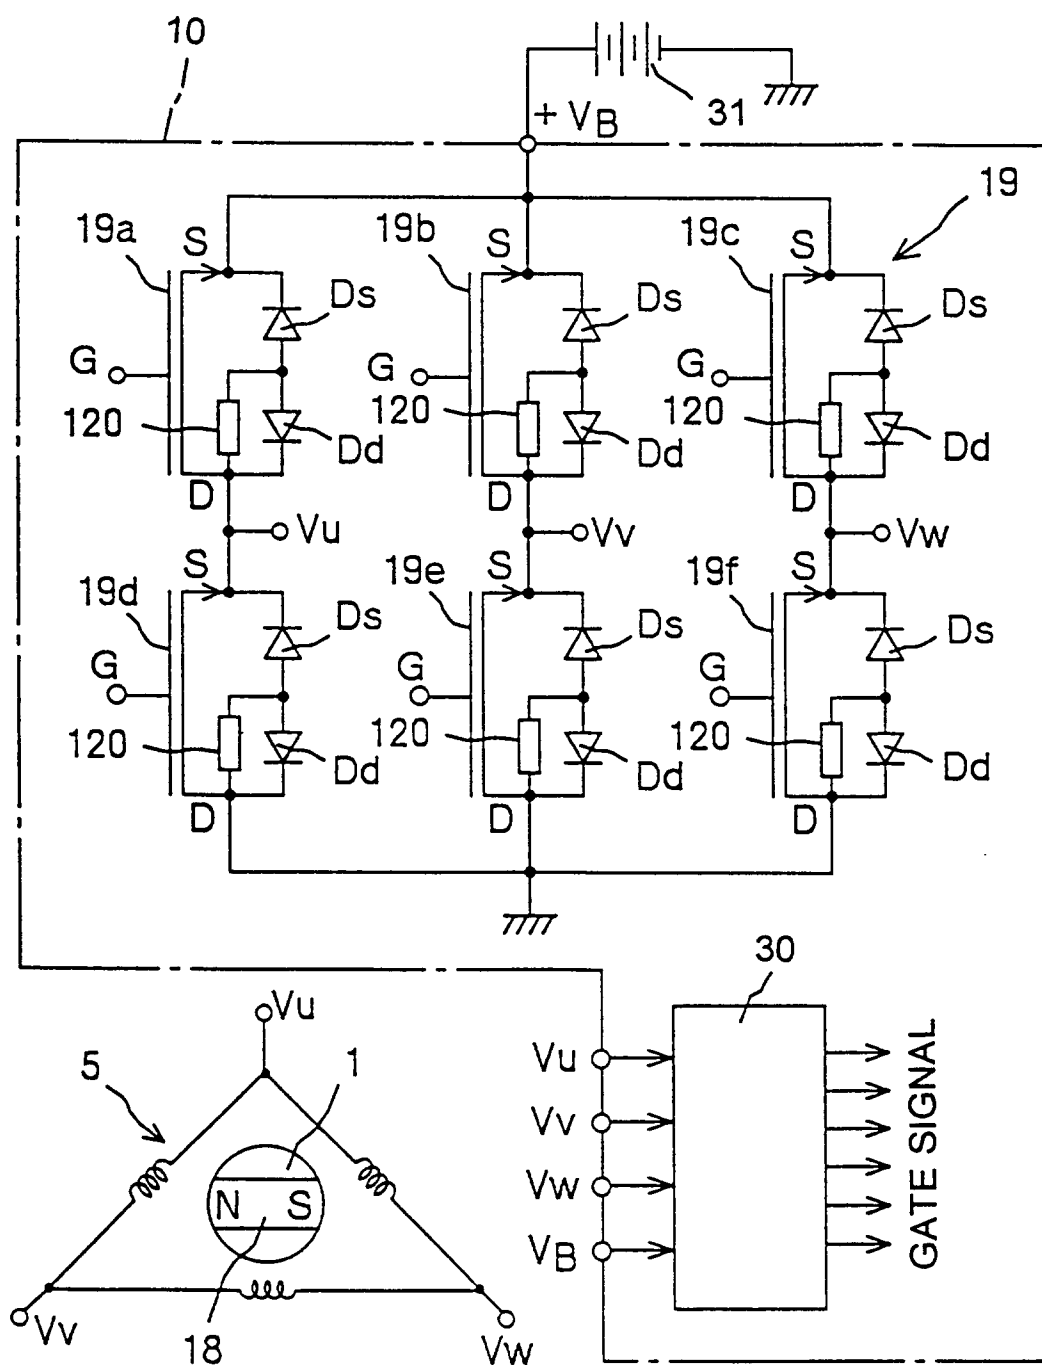 10
31
+ VB
19
19a
S
Ds
G
120
Dd
D
Vu
19b
S
Ds
G
120
Dd
D
Vv
19c
S
Ds
G
120
Dd
D
Vw
19d
S
Ds
G
120
Dd
D
19e
S
Ds
G
120
Dd
D
19f
S
Ds
G
120
Dd
D
Vu
5
1
N S
18
Vv
Vw
30
Vu
Vv
Vw
VB
GATE SIGNAL